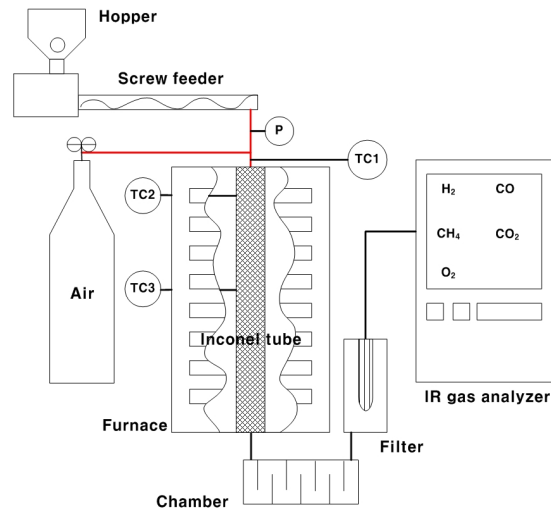 Hopper
Screw feeder
P
TC1
TC2
H₂ CO
CH₄ CO₂
O₂
Air
TC3
Inconel tube
IR gas analyzer
Furnace
Filter
Chamber